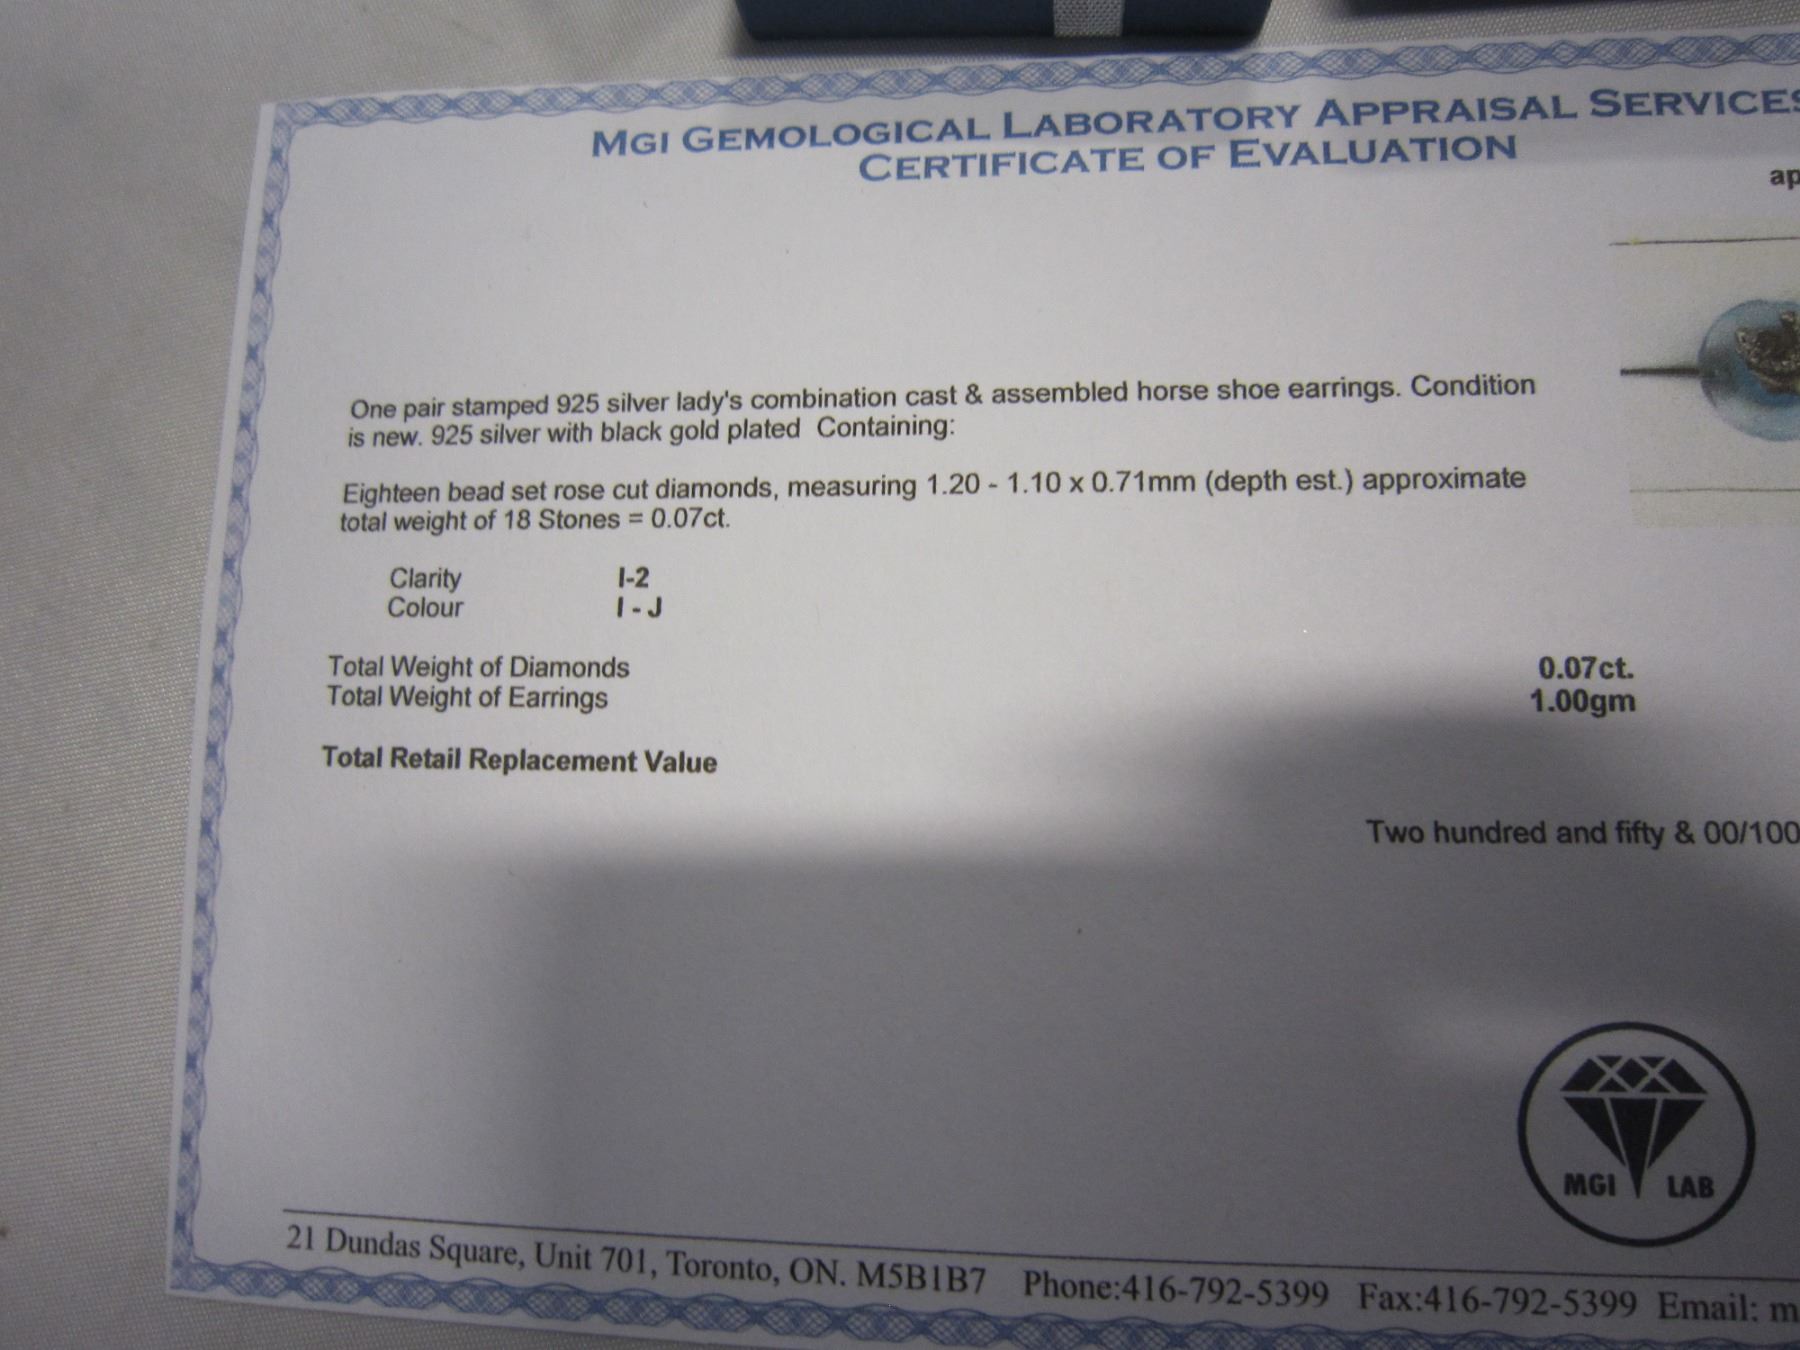 MGI GEMOLOGICAL LABORATORY APPRAISAL SERVICES
CERTIFICATE OF EVALUATION
ap
One pair stamped 925 silver lady's combination cast & assembled horse shoe earrings. Condition
is new. 925 silver with black gold plated  Containing:
Eighteen bead set rose cut diamonds, measuring 1.20 - 1.10 x 0.71mm (depth est.) approximate
total weight of 18 Stones = 0.07ct.
Clarity I-2
Colour I - J
Total Weight of Diamonds 0.07ct.
Total Weight of Earrings 1.00gm
Total Retail Replacement Value
Two hundred and fifty & 00/100
MGI LAB
21 Dundas Square, Unit 701, Toronto, ON. M5B1B7 Phone:416-792-5399 Fax:416-792-5399 Email: m